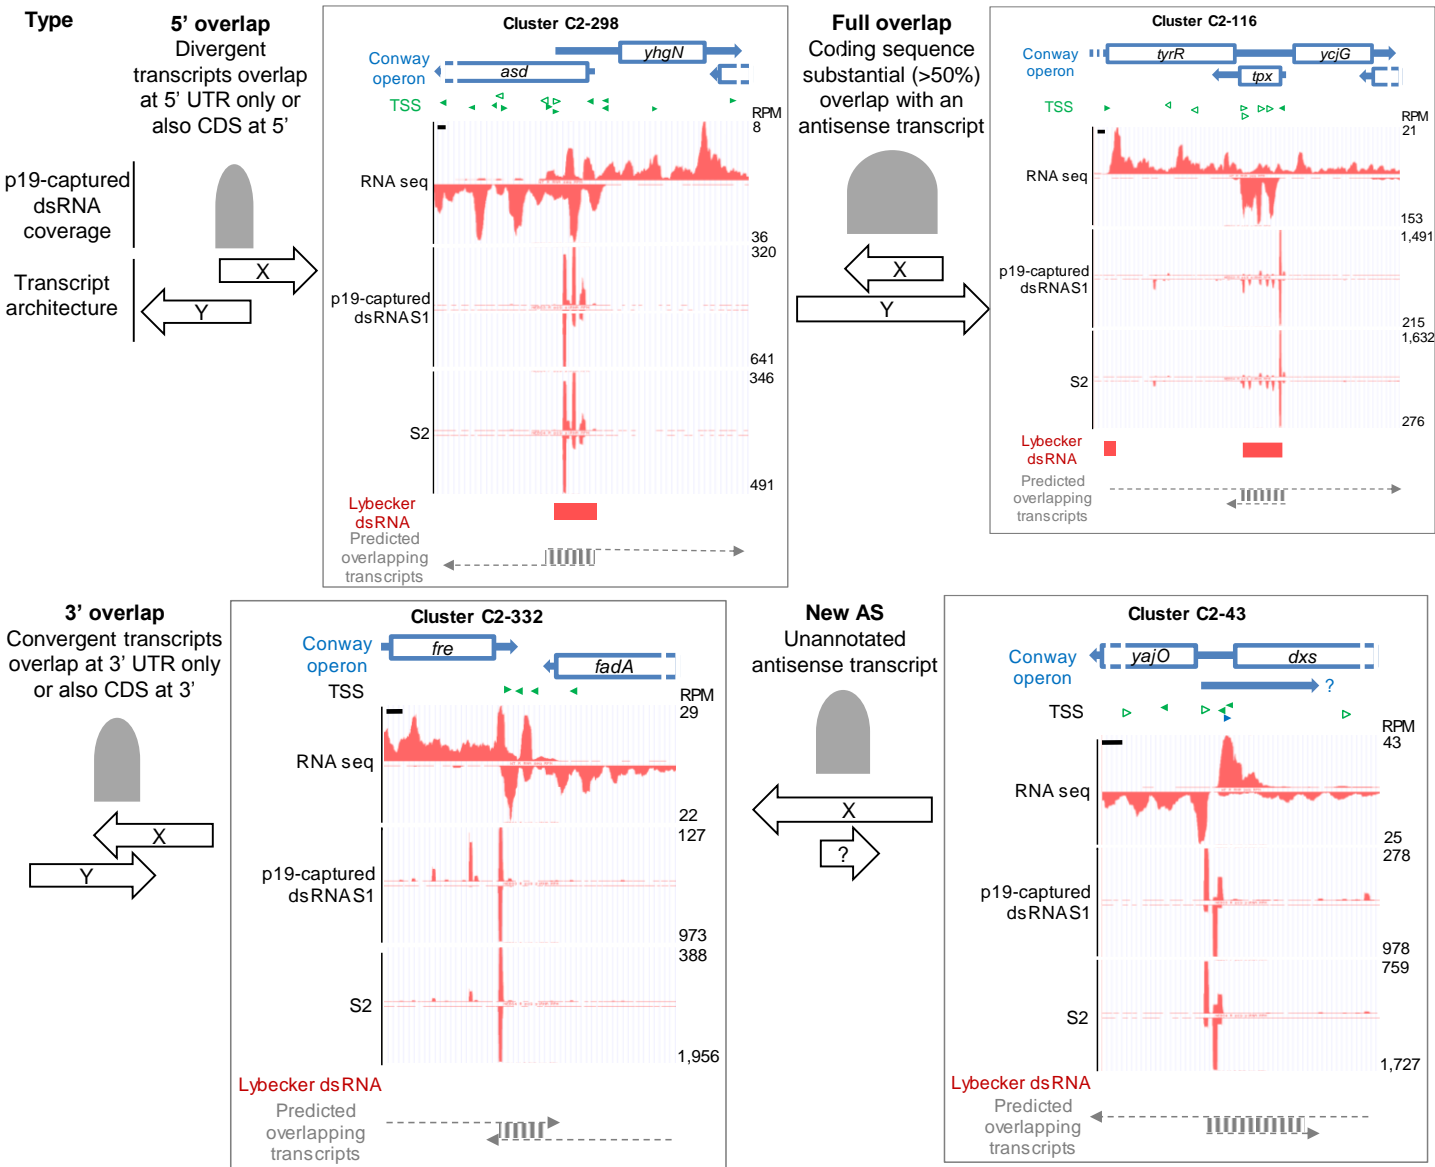 Type
5’ overlap
Divergent
transcripts overlap
at 5’ UTR only or
also CDS at 5’
p19-captured
dsRNA
coverage
Transcript
architecture
X
Y
Cluster C2-298
Conway
operon
yhgN
asd
TSS
RPM
8
RNA seq
36
320
p19-captured
dsRNAS1
641
346
S2
491
Lybecker
dsRNA
Predicted
overlapping
transcripts
Full overlap
Coding sequence
substantial (>50%)
overlap with an
antisense transcript
X
Y
Cluster C2-116
Conway
operon
tyrR
ycjG
tpx
TSS
RPM
21
RNA seq
153
1,491
p19-captured
dsRNAS1
215
1,632
S2
276
Lybecker
dsRNA
Predicted
overlapping
transcripts
3’ overlap
Convergent transcripts
overlap at 3’ UTR only
or also CDS at 3’
X
Y
Cluster C2-332
Conway
operon
fre
fadA
TSS
RPM
29
RNA seq
22
127
p19-captured
dsRNAS1
973
388
S2
1,956
Lybecker dsRNA
Predicted
overlapping
transcripts
New AS
Unannotated
antisense transcript
X
?
Cluster C2-43
Conway
operon
yajO
dxs
?
TSS
RPM
43
RNA seq
25
278
p19-captured
dsRNAS1
978
759
S2
1,727
Lybecker dsRNA
Predicted
overlapping
transcripts